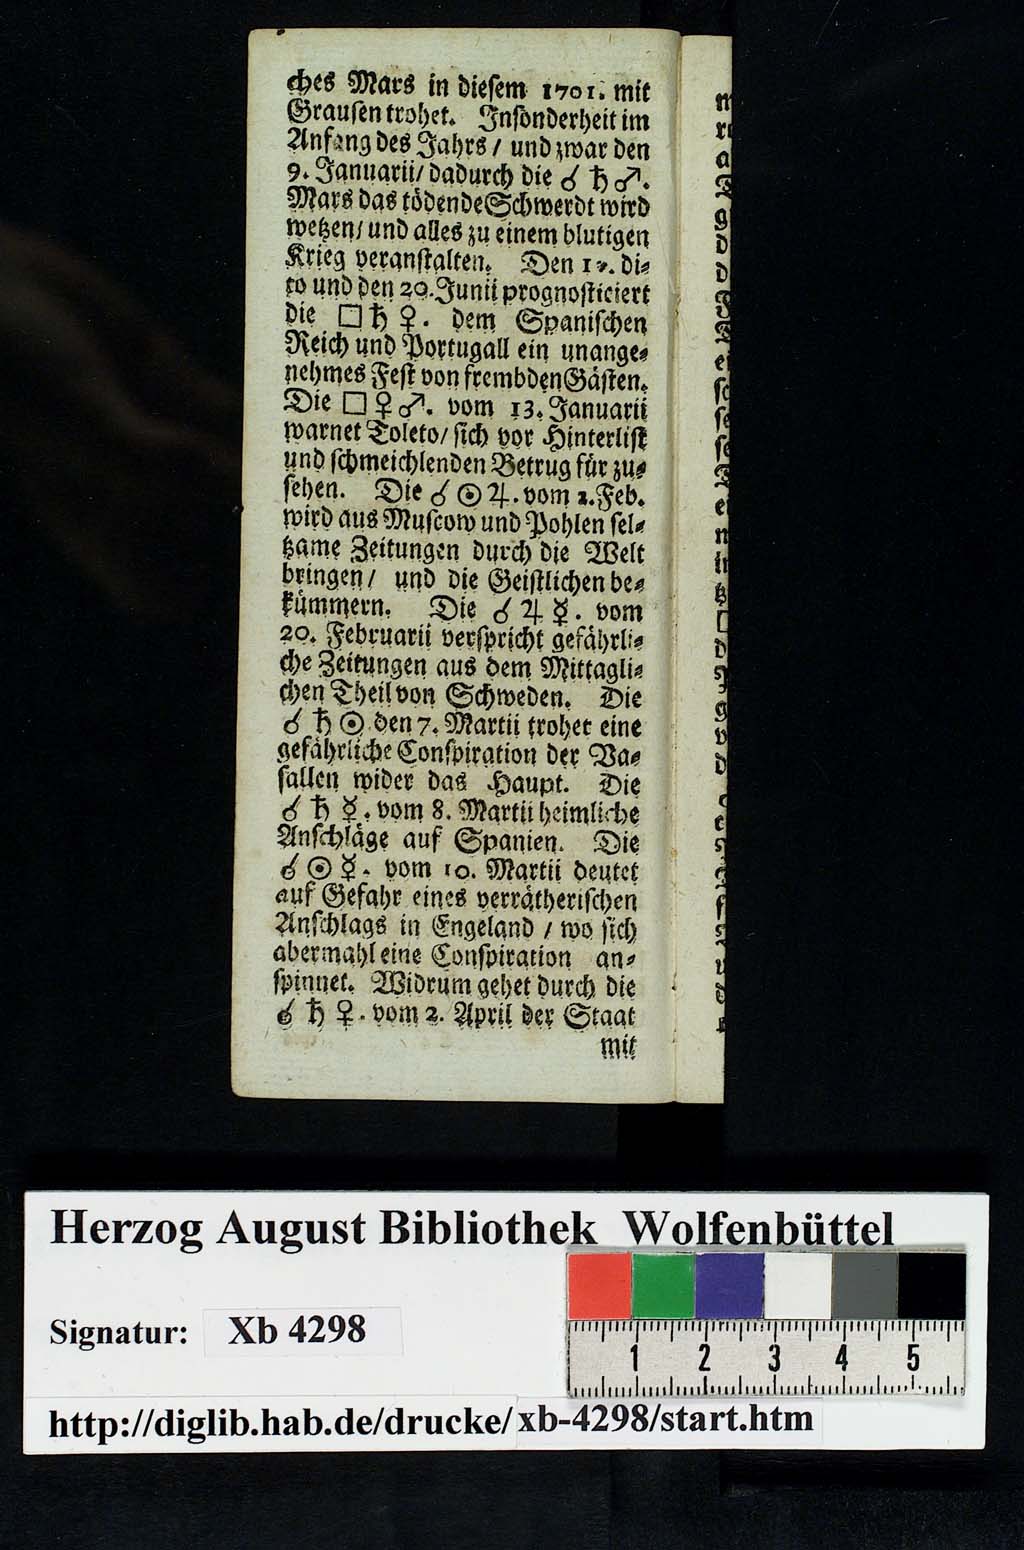 ches Mars in diesem 1701. mit
Grausen trohet. Insonderheit im
Anfang des Jahrs / und zwar den
9. Januarii/ dadurch die ☌ ♄ ♂.
Mars das tödende Schwerdt wird
wetzen/ und alles zu einem blutigen
Krieg veranstalten. Den di-
to und den 20. Junii prognosticiert
die □ ♄ ♀. dem Spanischen
Reich und Portugall ein unange-
nehmes Fest von frembden Gästen.
Die □ ♀ ♂. vom 13. Januarii
warnet Toleto/ sich vor Hinterlist
und schmeichlenden Betrug für zu-
sehen. Die ☌ ☉ ♃. vom 2. Feb.
wird aus Muscow und Pohlen sel-
tzame Zeitungen durch die Welt
bringen/ und die Geistlichen be-
kümmern. Die ☌ ♃ ☿. vom
20. Februarii verspricht gefährli-
che Zeitungen aus dem Mittagli-
chen Theil von Schweden. Die
☌ ♄ ☉ den 7. Martii trohet eine
gefährliche Conspiration der Va-
sallen wider das Haupt. Die
☌ ♄ ☿. vom 8. Martii heimliche
Anschläge auf Spanien. Die
☌ ☉ ☿. vom 10. Martii deutet
auf Gefahr eines verrätherischen
Anschlags in Engeland / wo sich
abermahl eine Conspiration an-
spinnet. Widrum gehet durch die
☌ ♄ ♀. vom 2. April der Staat
mit
Herzog August Bibliothek Wolfenbüttel
Signatur: Xb 4298
1 2 3 4 5
http://diglib.hab.de/drucke/xb-4298/start.htm